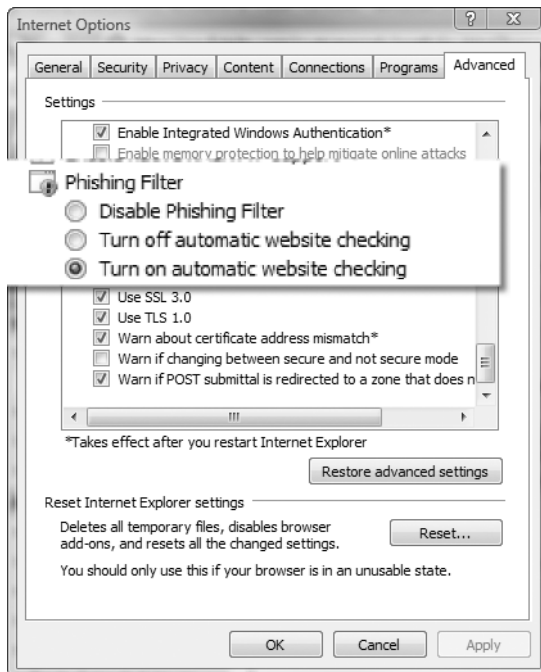 Internet Options
? X
General Security Privacy Content Connections Programs Advanced
Settings
Enable Integrated Windows Authentication*
Enable memory protection to help mitigate online attacks
Phishing Filter
Disable Phishing Filter
Turn off automatic website checking
Turn on automatic website checking
Use SSL 3.0
Use TLS 1.0
Warn about certificate address mismatch*
Warn if changing between secure and not secure mode
Warn if POST submittal is redirected to a zone that does n
*Takes effect after you restart Internet Explorer
Restore advanced settings
Reset Internet Explorer settings
Deletes all temporary files, disables browser
add-ons, and resets all the changed settings.
Reset...
You should only use this if your browser is in an unusable state.
OK Cancel Apply